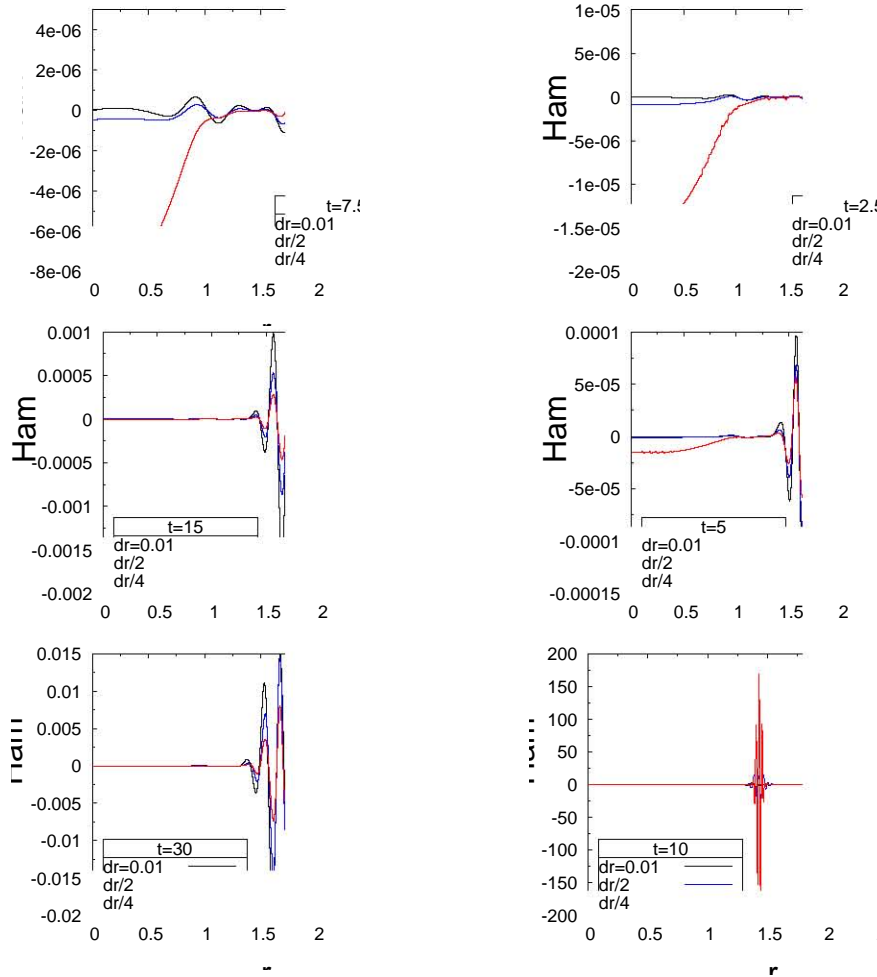 4e-06
2e-06
0
-2e-06
-4e-06
-6e-06
-8e-06
t=7.5
dr=0.01
dr/2
dr/4
0 0.5 1 1.5 2
1e-05
5e-06
0
-5e-06
-1e-05
-1.5e-05
-2e-05
Ham
t=2.5
dr=0.01
dr/2
dr/4
0 0.5 1 1.5 2
0.001
0.0005
0
-0.0005
-0.001
-0.0015
-0.002
Ham
t=15
dr=0.01
dr/2
dr/4
0 0.5 1 1.5 2
0.0001
5e-05
0
-5e-05
-0.0001
-0.00015
Ham
t=5
dr=0.01
dr/2
dr/4
0 0.5 1 1.5 2
0.015
0.01
0.005
0
-0.005
-0.01
-0.015
-0.02
Ham
t=30
dr=0.01
dr/2
dr/4
0 0.5 1 1.5 2
r
200
150
100
50
0
-50
-100
-150
-200
Ham
t=10
dr=0.01
dr/2
dr/4
0 0.5 1 1.5 2
r